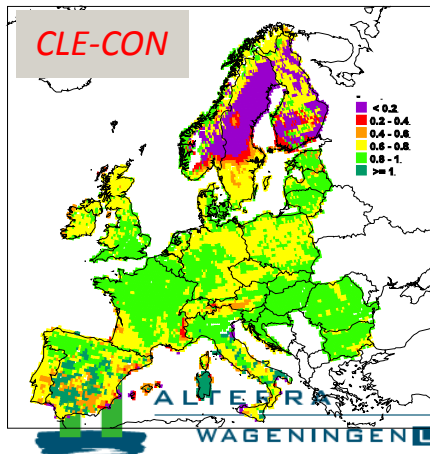 CLE-CON
< 0.2
0.2 - 0.4
0.4 - 0.6
0.6 - 0.8
0.8 - 1.
>= 1.
ALTERRA
WAGENINGEN